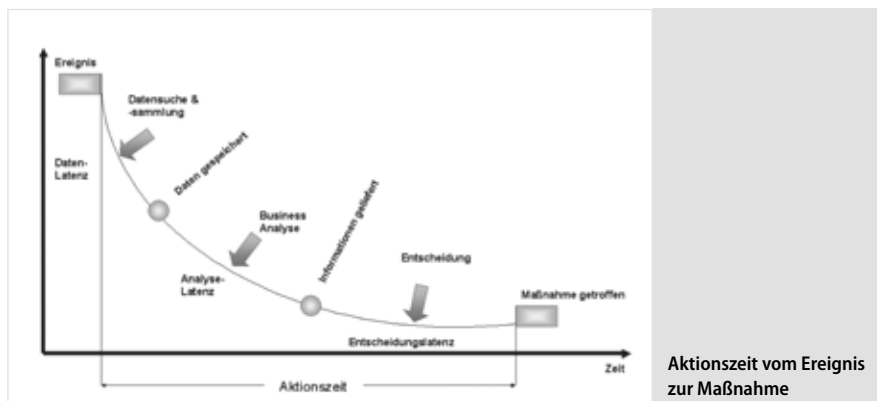 Ereignis
Datensuche &
-sammlung
Daten-
Latenz
Daten gespeichert
Business
Analyse
Analyse-
Latenz
Informationen geliefert
Entscheidung
Maßnahme getroffen
Entscheidungslatenz
Zeit
Aktionszeit
Aktionszeit vom Ereignis
zur Maßnahme